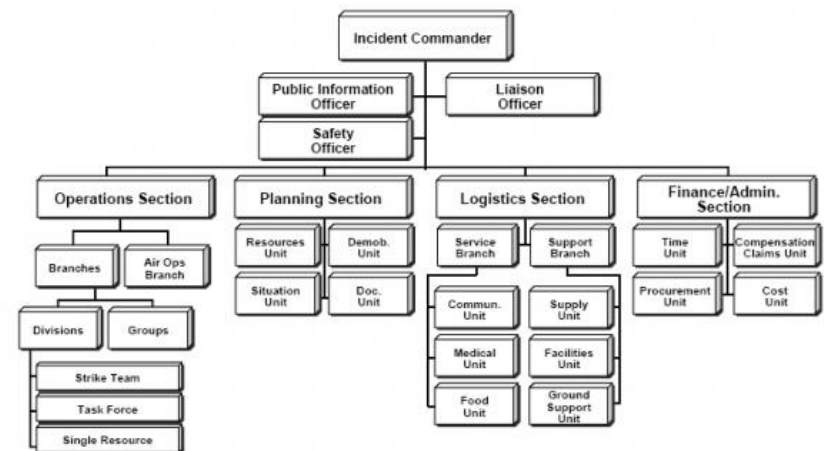 Incident Commander
Public Information
Officer
Liaison
Officer
Safety
Officer
Operations Section
Planning Section
Logistics Section
Finance/Admin.
Section
Branches
Air Ops
Branch
Resources
Unit
Demob.
Unit
Service
Branch
Support
Branch
Time
Unit
Compensation
Claims Unit
Situation
Unit
Doc.
Unit
Procurement
Unit
Cost
Unit
Divisions
Groups
Commun.
Unit
Supply
Unit
Strike Team
Medical
Unit
Facilities
Unit
Task Force
Food
Unit
Ground
Support
Unit
Single Resource